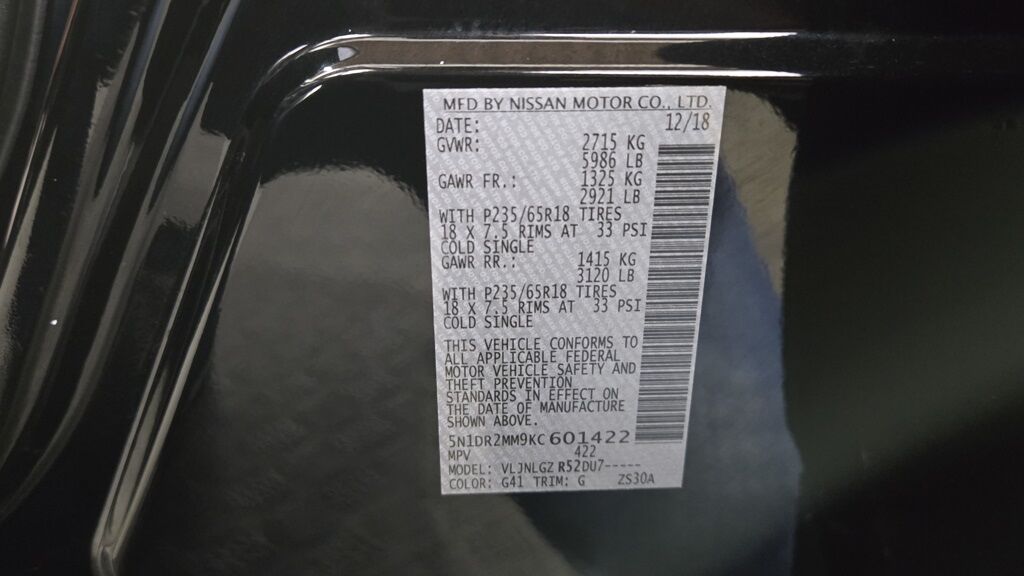 MFD BY NISSAN MOTOR CO., LTD.
DATE: 12/18
GVWR: 2715 KG
5986 LB
GAWR FR.: 1325 KG
2921 LB
WITH P235/65R18 TIRES
18 X 7.5 RIMS AT 33 PSI
COLD SINGLE
GAWR RR.: 1415 KG
3120 LB
WITH P235/65R18 TIRES
18 X 7.5 RIMS AT 33 PSI
COLD SINGLE
THIS VEHICLE CONFORMS TO
ALL APPLICABLE FEDERAL
MOTOR VEHICLE SAFETY AND
THEFT PREVENTION
STANDARDS IN EFFECT ON
THE DATE OF MANUFACTURE
SHOWN ABOVE.
5N1DR2MM9KC601422
MPV 422
MODEL: VLJNLGZ R52DU7-----
COLOR: G41 TRIM: G ZS30A